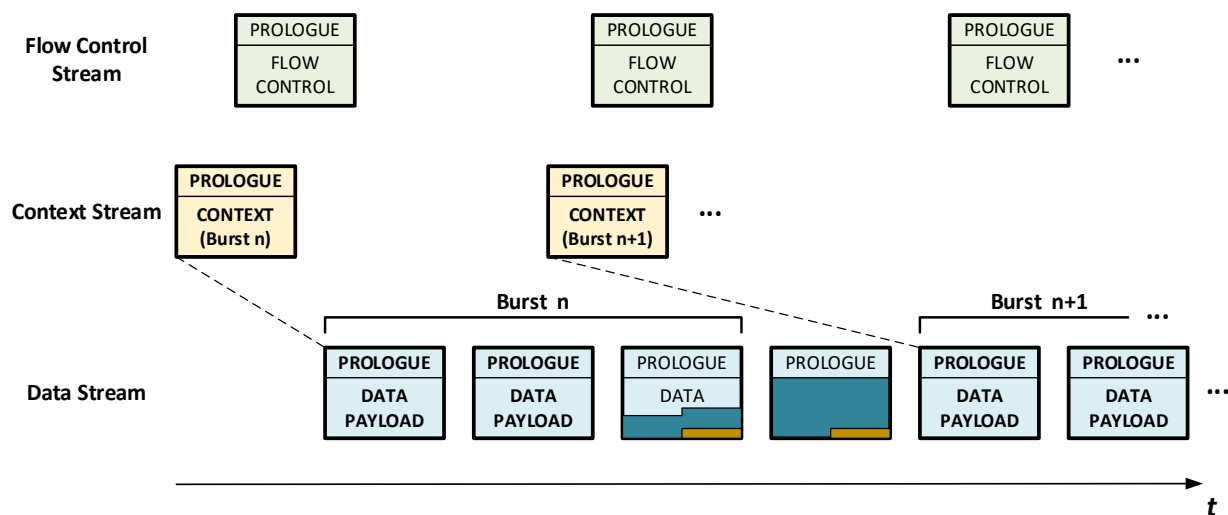 PROLOGUE
FLOW
CONTROL
PROLOGUE
FLOW
CONTROL
PROLOGUE
FLOW
CONTROL
Flow Control
Stream
...
PROLOGUE
CONTEXT
(Burst n)
PROLOGUE
CONTEXT
(Burst n+1)
Context Stream
...
Burst n
Burst n+1
...
PROLOGUE
DATA
PAYLOAD
PROLOGUE
DATA
PAYLOAD
PROLOGUE
DATA
PROLOGUE
PROLOGUE
DATA
PAYLOAD
PROLOGUE
DATA
PAYLOAD
Data Stream
...
t